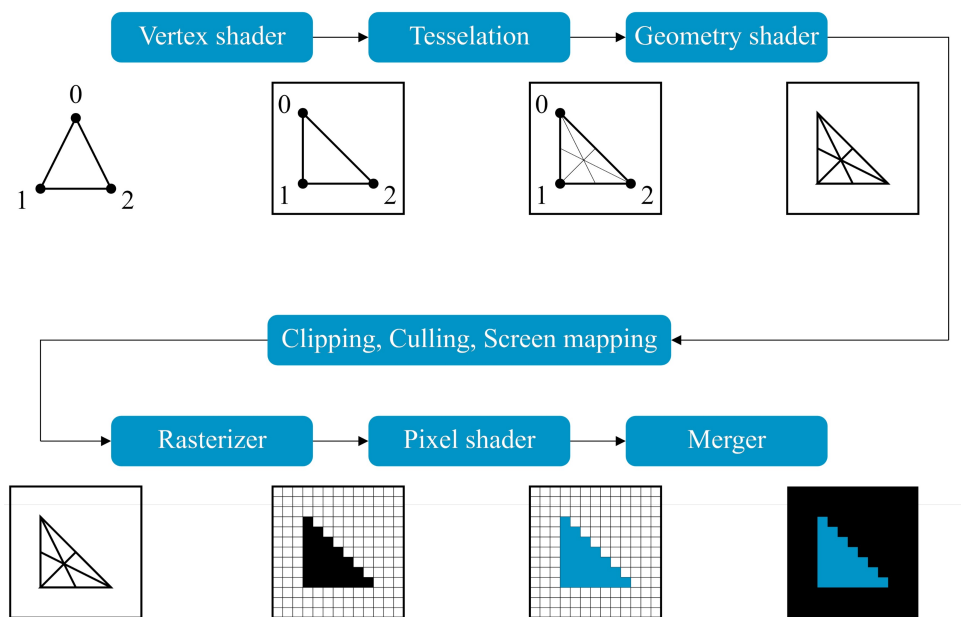 Vertex shader
Tesselation
Geometry shader
0
1
2
0
1
2
0
1
2
Clipping, Culling, Screen mapping
Rasterizer
Pixel shader
Merger